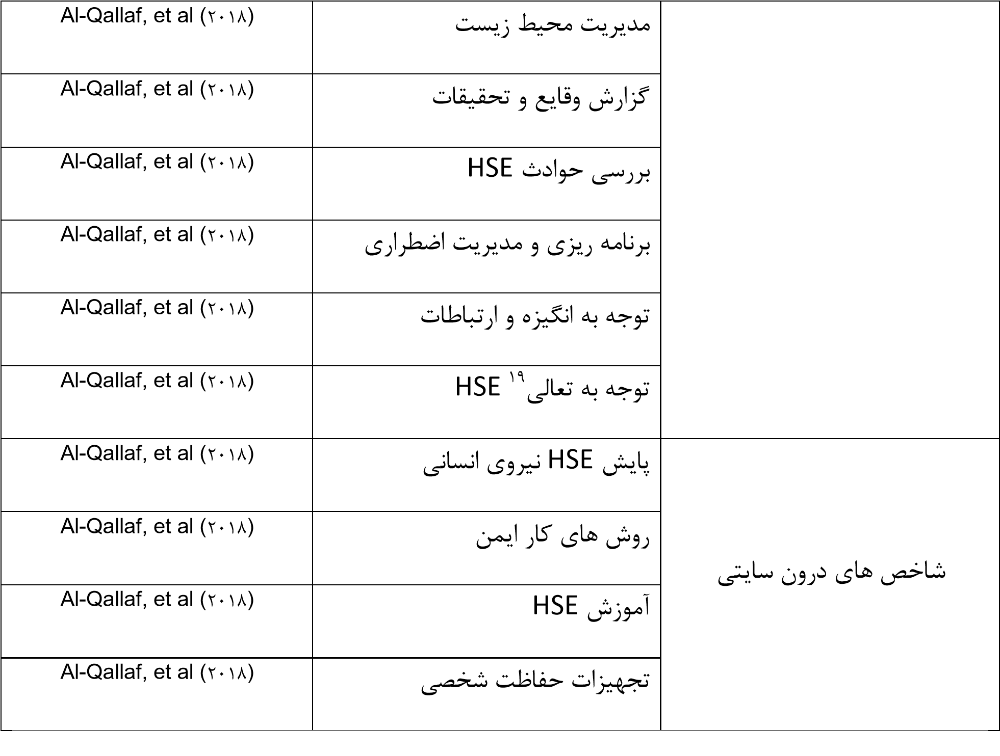 مدیریت محیط زیست
Al-Qallaf, et al (۲۰۱۸)
گزارش وقایع و تحقیقات
Al-Qallaf, et al (۲۰۱۸)
بررسی حوادث HSE
Al-Qallaf, et al (۲۰۱۸)
برنامه ریزی و مدیریت اضطراری
Al-Qallaf, et al (۲۰۱۸)
توجه به انگیزه و ارتباطات
Al-Qallaf, et al (۲۰۱۸)
توجه به تعالی۱۹ HSE
Al-Qallaf, et al (۲۰۱۸)
شاخص های درون سایتی
پایش HSE نیروی انسانی
Al-Qallaf, et al (۲۰۱۸)
روش های کار ایمن
Al-Qallaf, et al (۲۰۱۸)
آموزش HSE
Al-Qallaf, et al (۲۰۱۸)
تجهیزات حفاظت شخصی
Al-Qallaf, et al (۲۰۱۸)